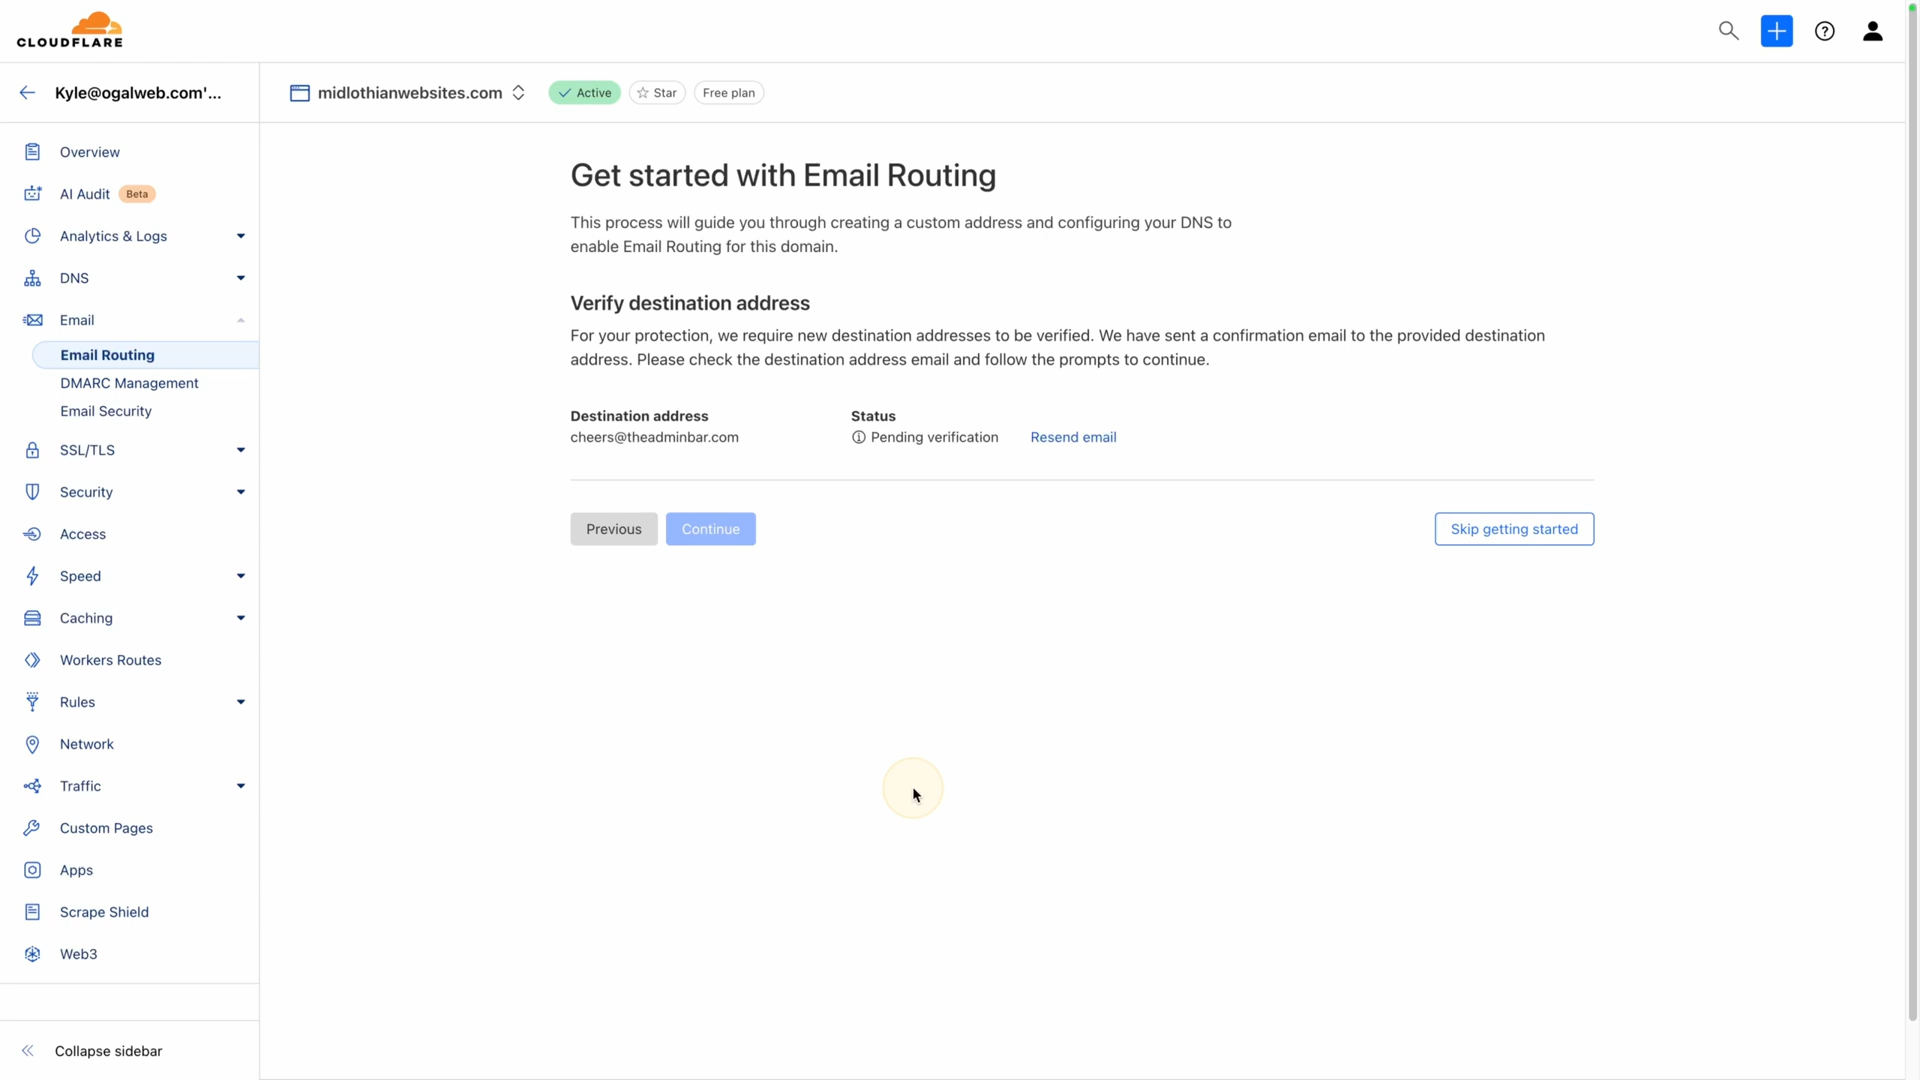 CLOUDFLARE
Kyle@ogalweb.com'...
midlothianwebsites.com
Active
Star
Free plan
Overview
AI Audit Beta
Analytics & Logs
DNS
Email
Email Routing
DMARC Management
Email Security
SSL/TLS
Security
Access
Speed
Caching
Workers Routes
Rules
Network
Traffic
Custom Pages
Apps
Scrape Shield
Web3
Collapse sidebar
Get started with Email Routing
This process will guide you through creating a custom address and configuring your DNS to
enable Email Routing for this domain.
Verify destination address
For your protection, we require new destination addresses to be verified. We have sent a confirmation email to the provided destination
address. Please check the destination address email and follow the prompts to continue.
Destination address Status
cheers@theadminbar.com Pending verification Resend email
Previous Continue Skip getting started